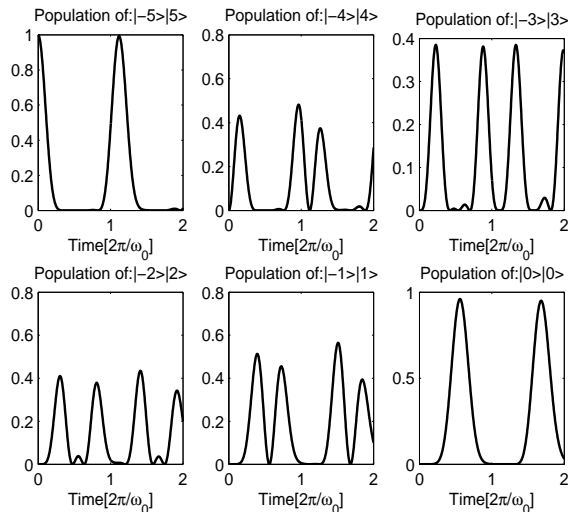 Population of:|−5>|5>
Population of:|−4>|4>
Population of:|−3>|3>
1
0.8
0.6
0.4
0.2
0
0 1 2
Time[2π/ω0]
0.8
0.6
0.4
0.2
0
0 1 2
Time[2π/ω0]
0.4
0.3
0.2
0.1
0
0 1 2
Time[2π/ω0]
Population of:|−2>|2>
Population of:|−1>|1>
Population of:|0>|0>
0.8
0.6
0.4
0.2
0
0 1 2
Time[2π/ω0]
0.8
0.6
0.4
0.2
0
0 1 2
Time[2π/ω0]
1
0.5
0
0 1 2
Time[2π/ω0]